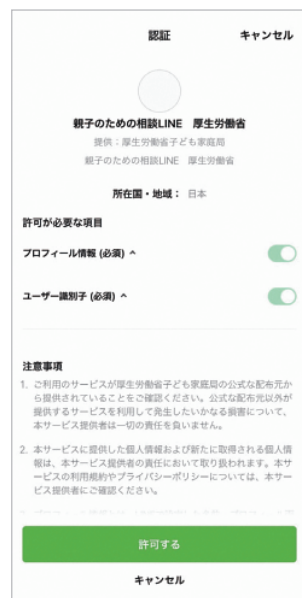 認証 キャンセル
親子のための相談LINE 厚生労働省
提供：厚生労働省子ども家庭局
親子のための相談LINE 厚生労働省
所在国・地域： 日本
許可が必要な項目
プロフィール情報 (必須) ^
ユーザー識別子 (必須) ^
注意事項
1. ご利用のサービスが厚生労働省子ども家庭局の公式な配布元か
ら提供されていることをご確認ください。公式な配布元以外が
提供するサービスを利用して発生したいかなる損害について、
本サービス提供者は一切の責任を負いません。
2. 本サービスに提供した個人情報および新たに取得される個人情
報は、本サービス提供者の責任において取り扱われます。本サ
ービスの利用規約やプライバシーポリシーについては、本サー
ビス提供者にご確認ください。
許可する
キャンセル